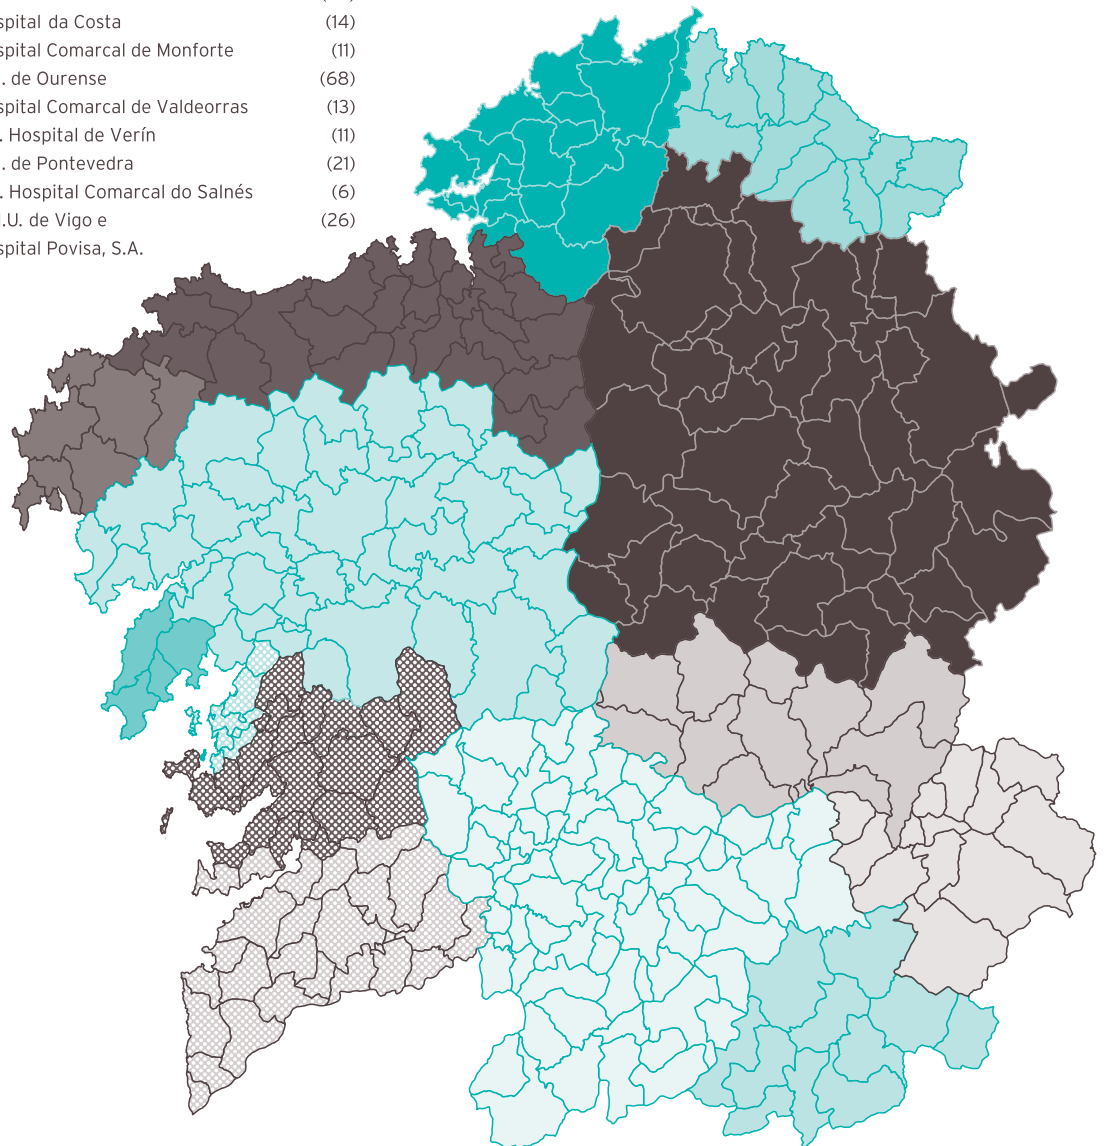 spital da Costa (14)
spital Comarcal de Monforte (11)
. de Ourense (68)
spital Comarcal de Valdeorras (13)
. Hospital de Verín (11)
. de Pontevedra (21)
. Hospital Comarcal do Salnés (6)
I.U. de Vigo e (26)
spital Povisa, S.A.